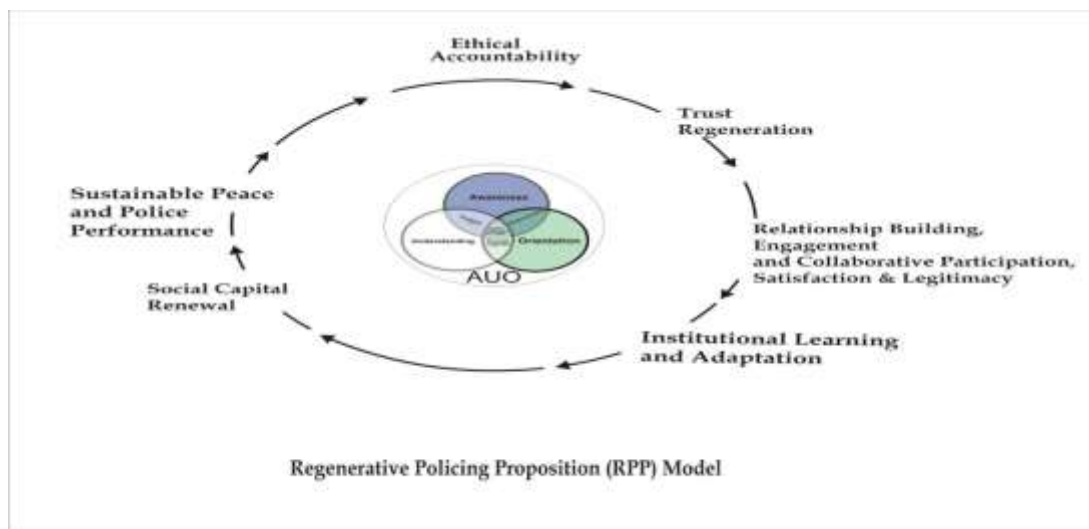 Ethical
Accountability
Trust
Regeneration
Sustainable Peace
and Police
Performance
Awareness
Understanding
Orientation
AUO
Relationship Building,
Engagement
and Collaborative Participation,
Satisfaction & Legitimacy
Social Capital
Renewal
Institutional Learning
and Adaptation
Regenerative Policing Proposition (RPP) Model